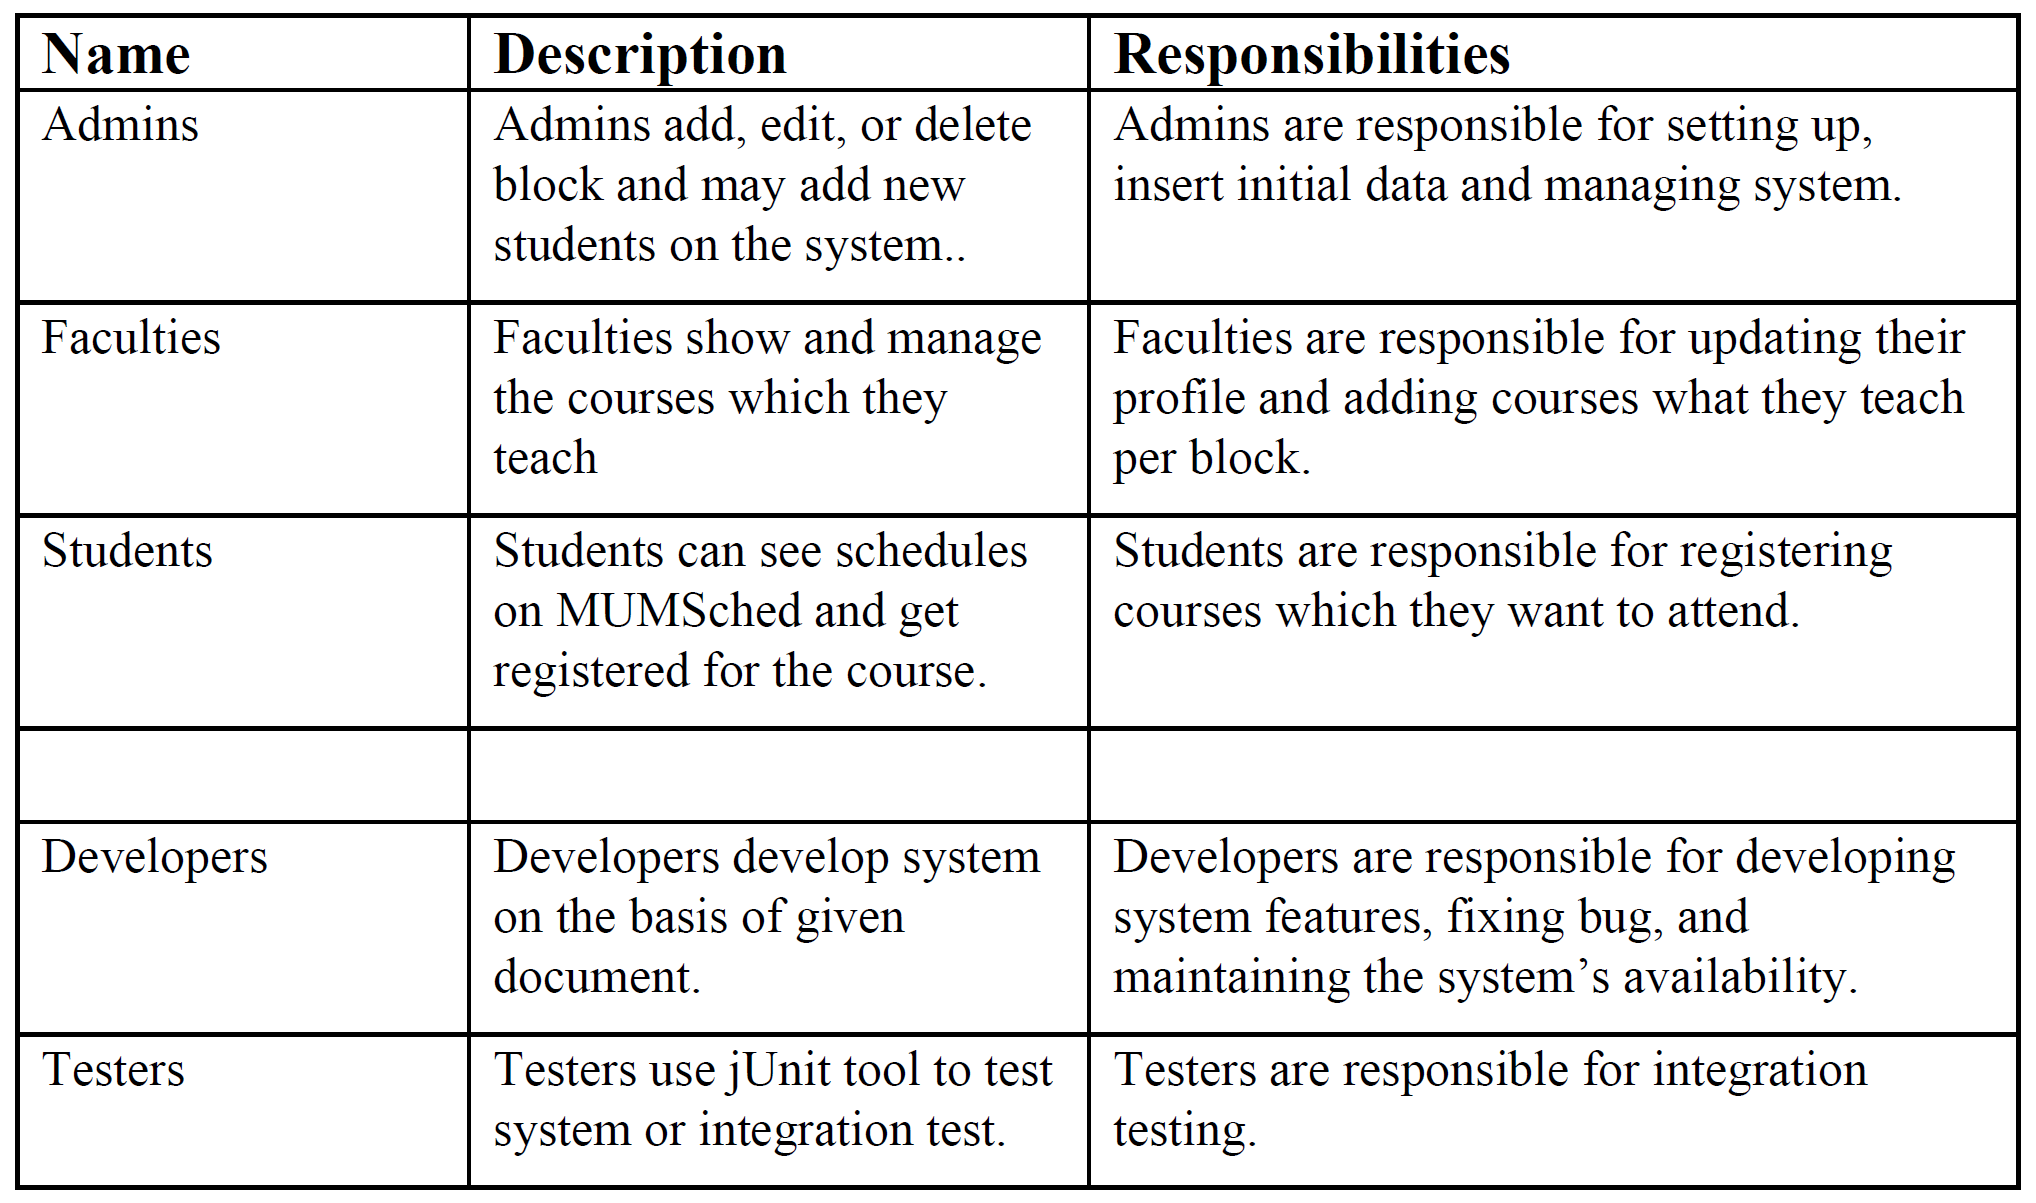 Name Description Responsibilities
Admins
Admins add, edit, or delete
block and may add new
students on the system..
Admins are responsible for setting up,
insert initial data and managing system.
Faculties
Faculties show and manage
the courses which they
teach
Faculties are responsible for updating their
profile and adding courses what they teach
per block.
Students
Students can see schedules
on MUMSched and get
registered for the course.
Students are responsible for registering
courses which they want to attend.
Developers
Developers develop system
on the basis of given
document.
Developers are responsible for developing
system features, fixing bug, and
maintaining the system’s availability.
Testers
Testers use jUnit tool to test
system or integration test.
Testers are responsible for integration
testing.